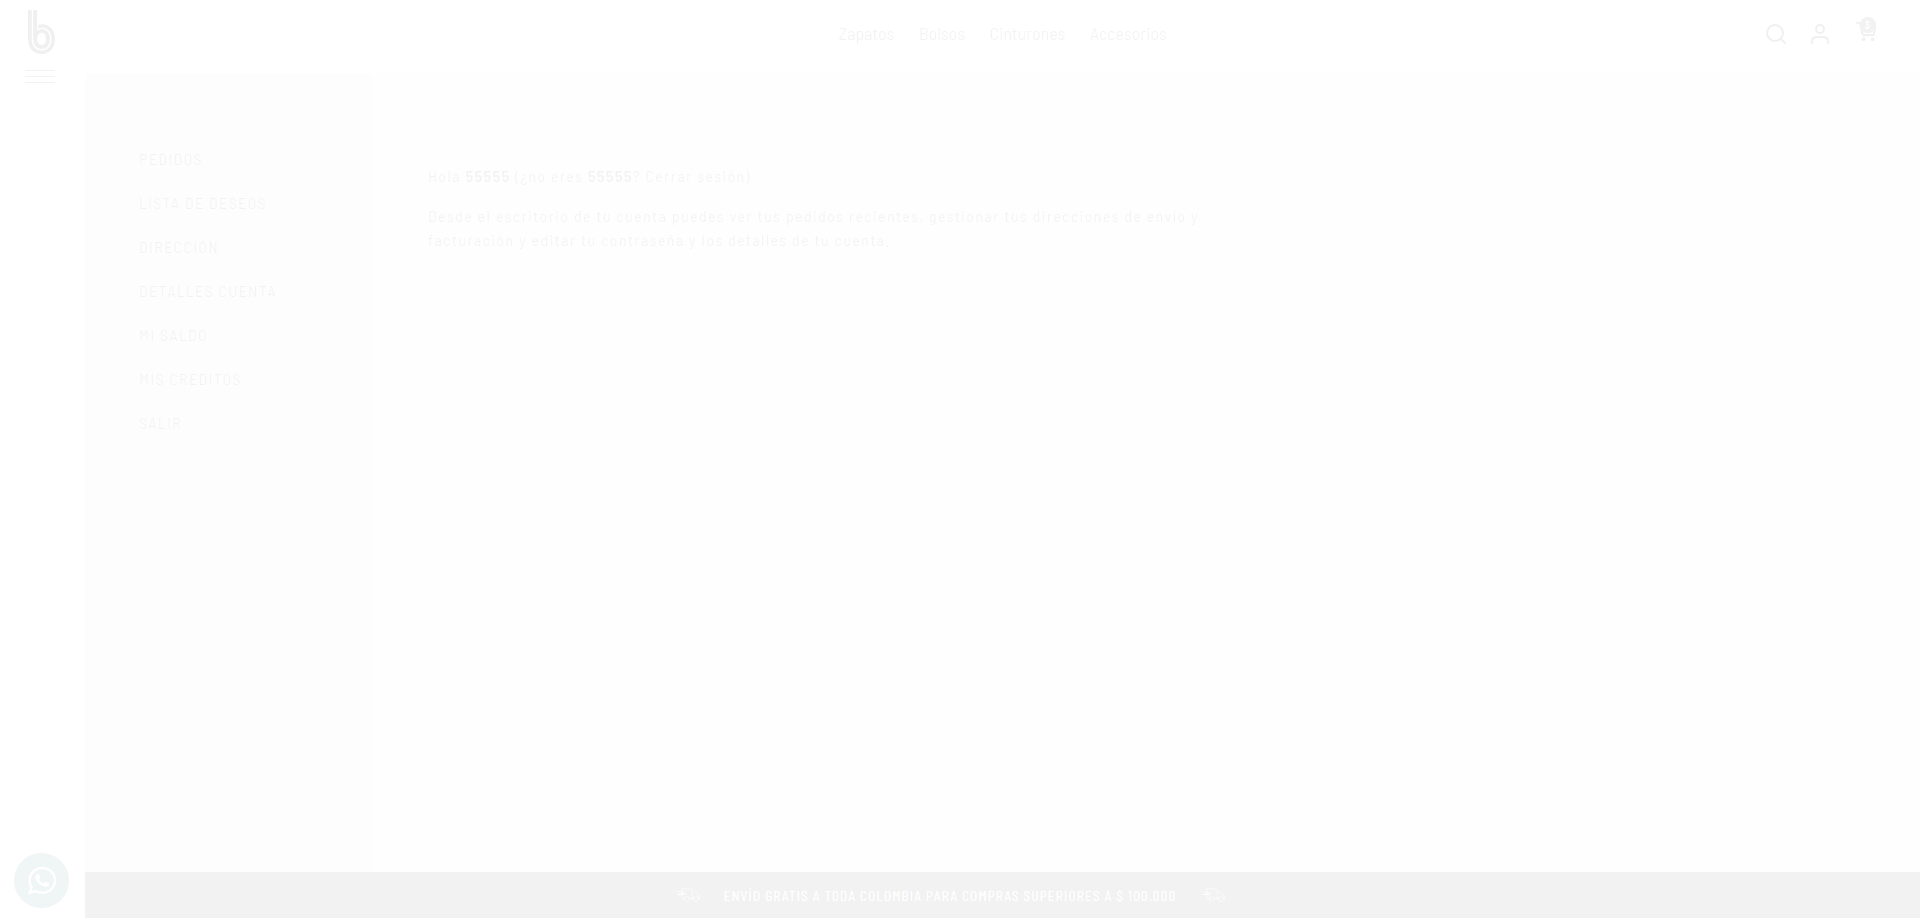 Zapatos Bolsos Cinturones Accesorios
PEDIDOS
LISTA DE DESEOS
DIRECCIÓN
DETALLES CUENTA
MI SALDO
MIS CREDITOS
SALIR
Hola 55555 (¿no eres 55555? Cerrar sesión)
Desde el escritorio de tu cuenta puedes ver tus pedidos recientes, gestionar tus direcciones de envío y
facturación y editar tu contraseña y los detalles de tu cuenta.
ENVÍO GRATIS A TODA COLOMBIA PARA COMPRAS SUPERIORES A $ 100.000